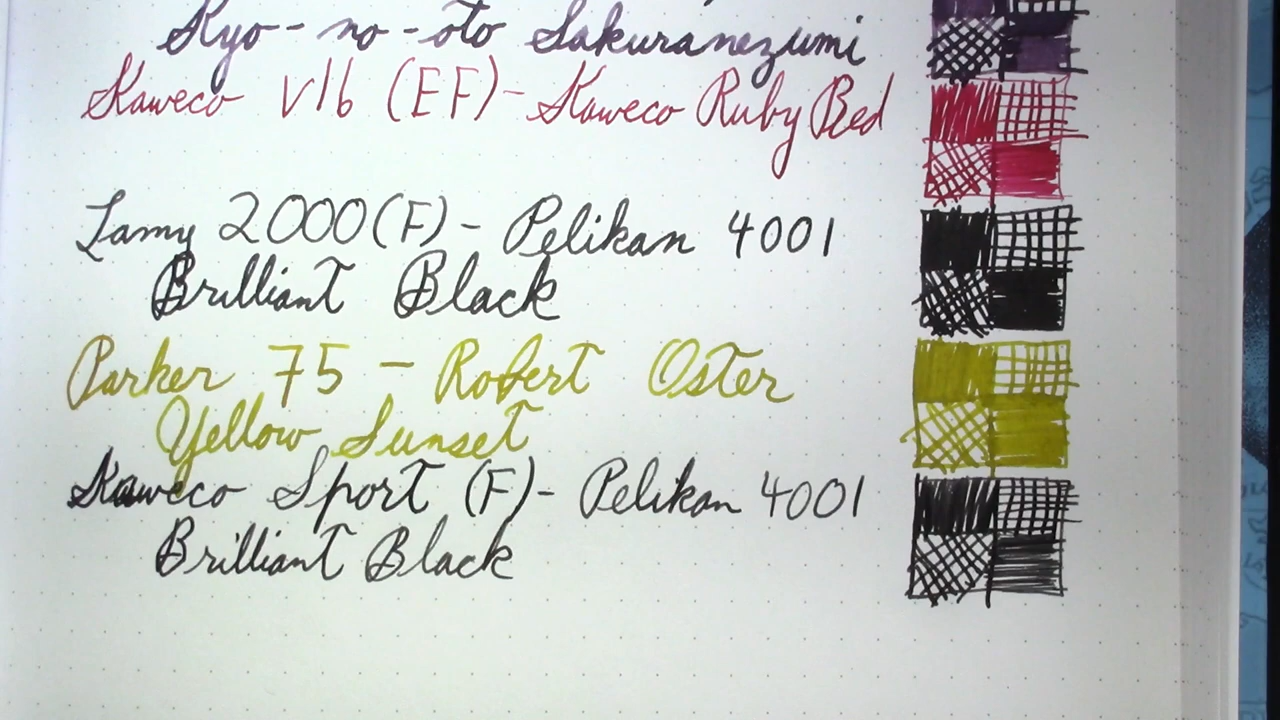 Kyo-no-oto Sakuranezumi
Kaweco V16 (EF) - Kaweco Ruby Red
Lamy 2000 (F) - Pelikan 4001
Brilliant Black
Parker 75 - Robert Oster
Yellow Sunset
Kaweco Sport (F) - Pelikan 4001
Brilliant Black